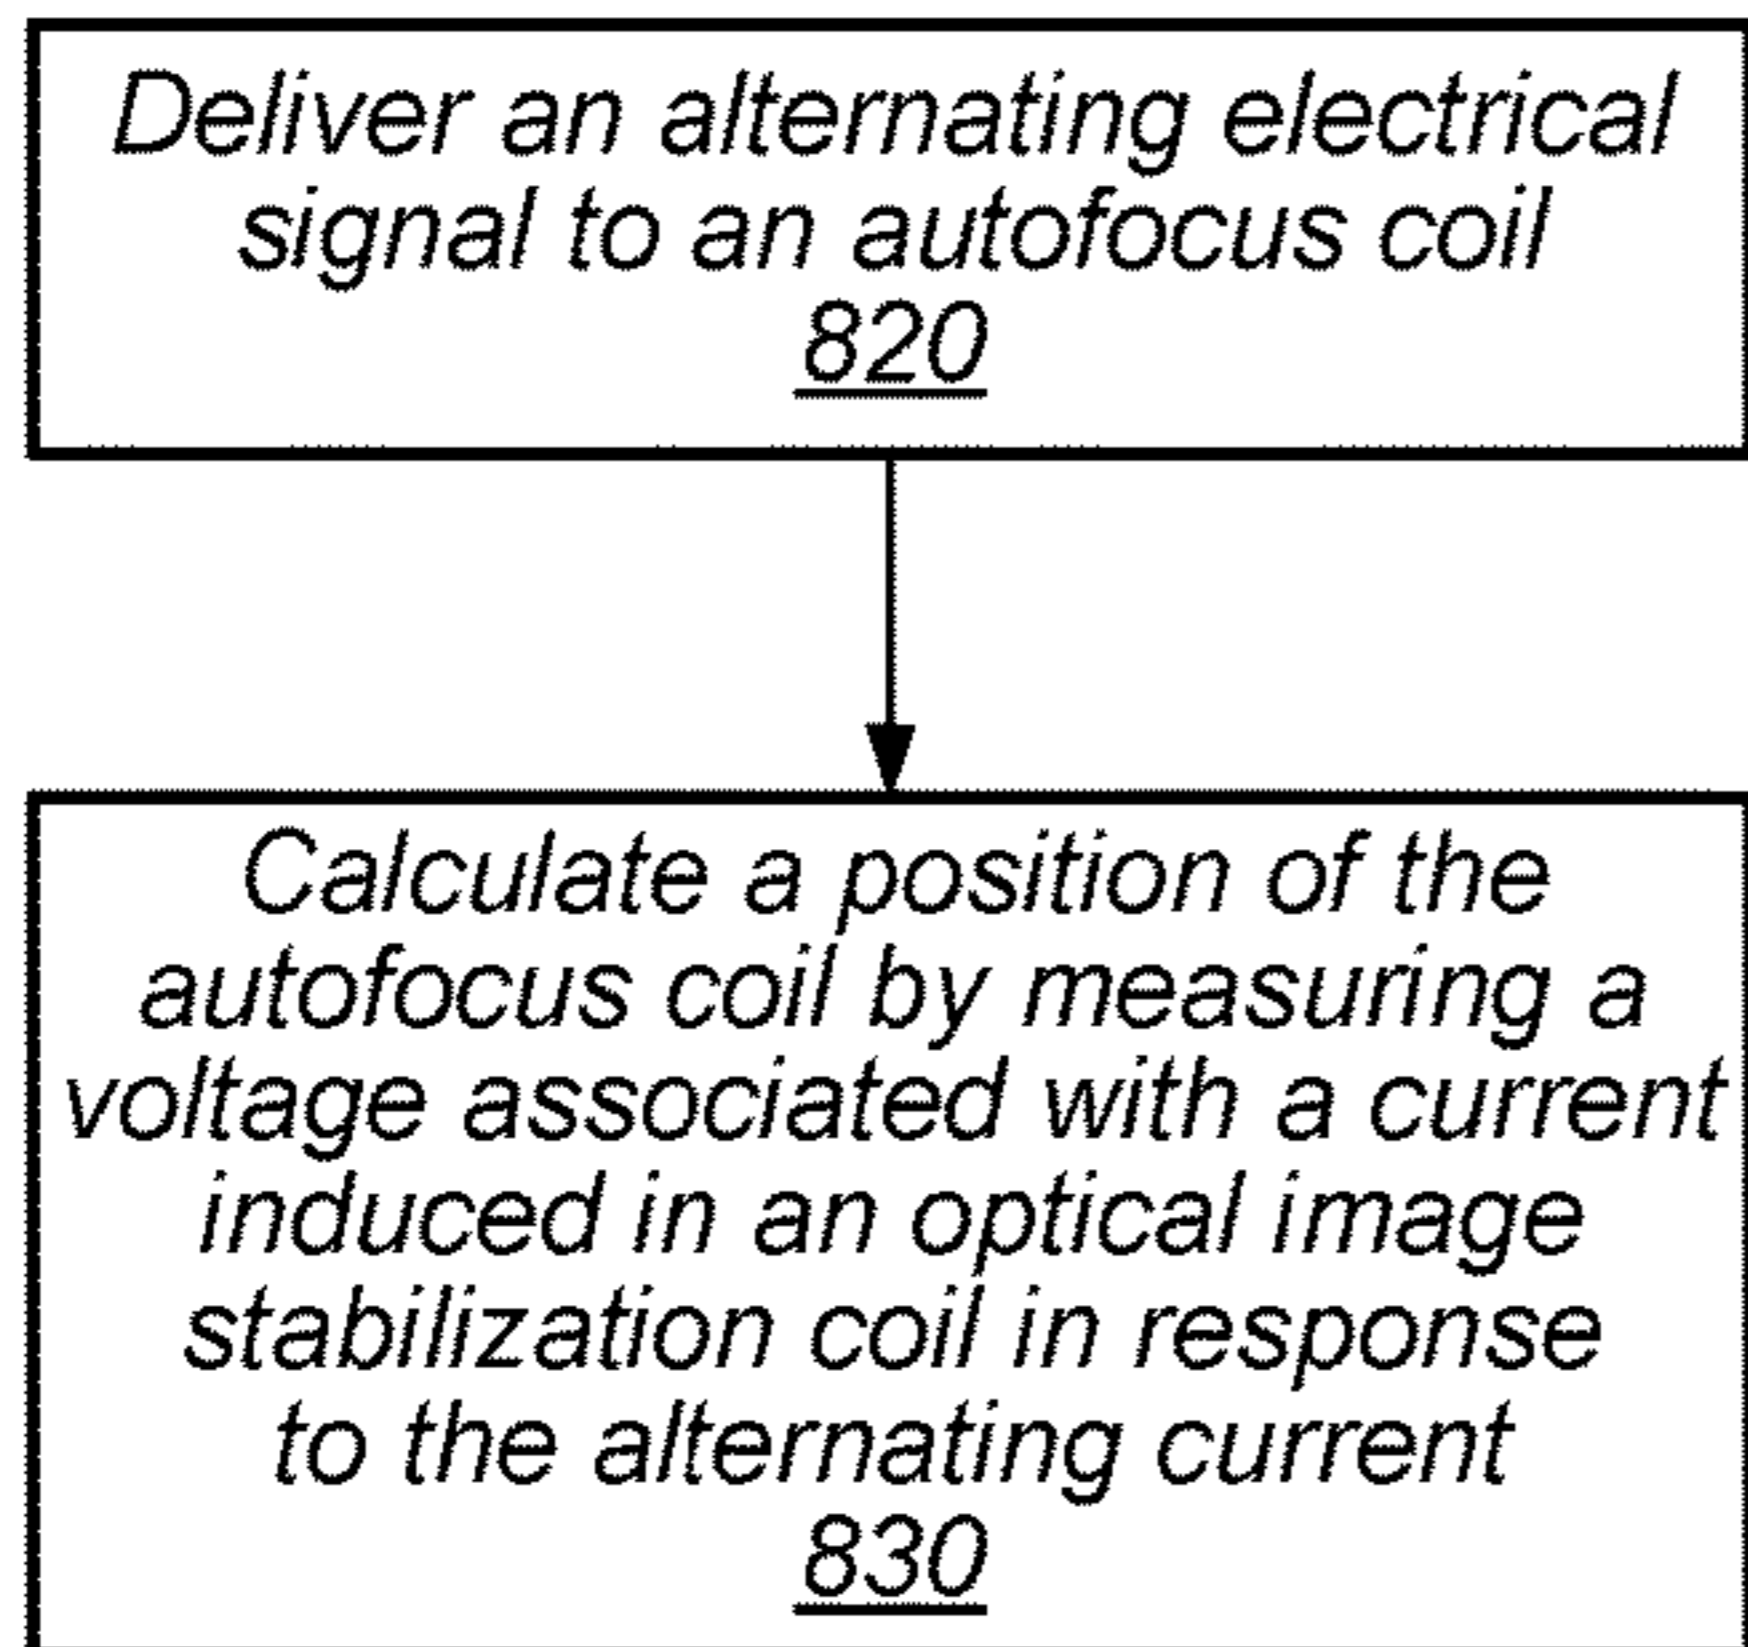 Deliver an alternating electrical
signal to an autofocus coil
820
Calculate a position of the
autofocus coil by measuring a
voltage associated with a current
induced in an optical image
stabilization coil in response
to the alternating current
830